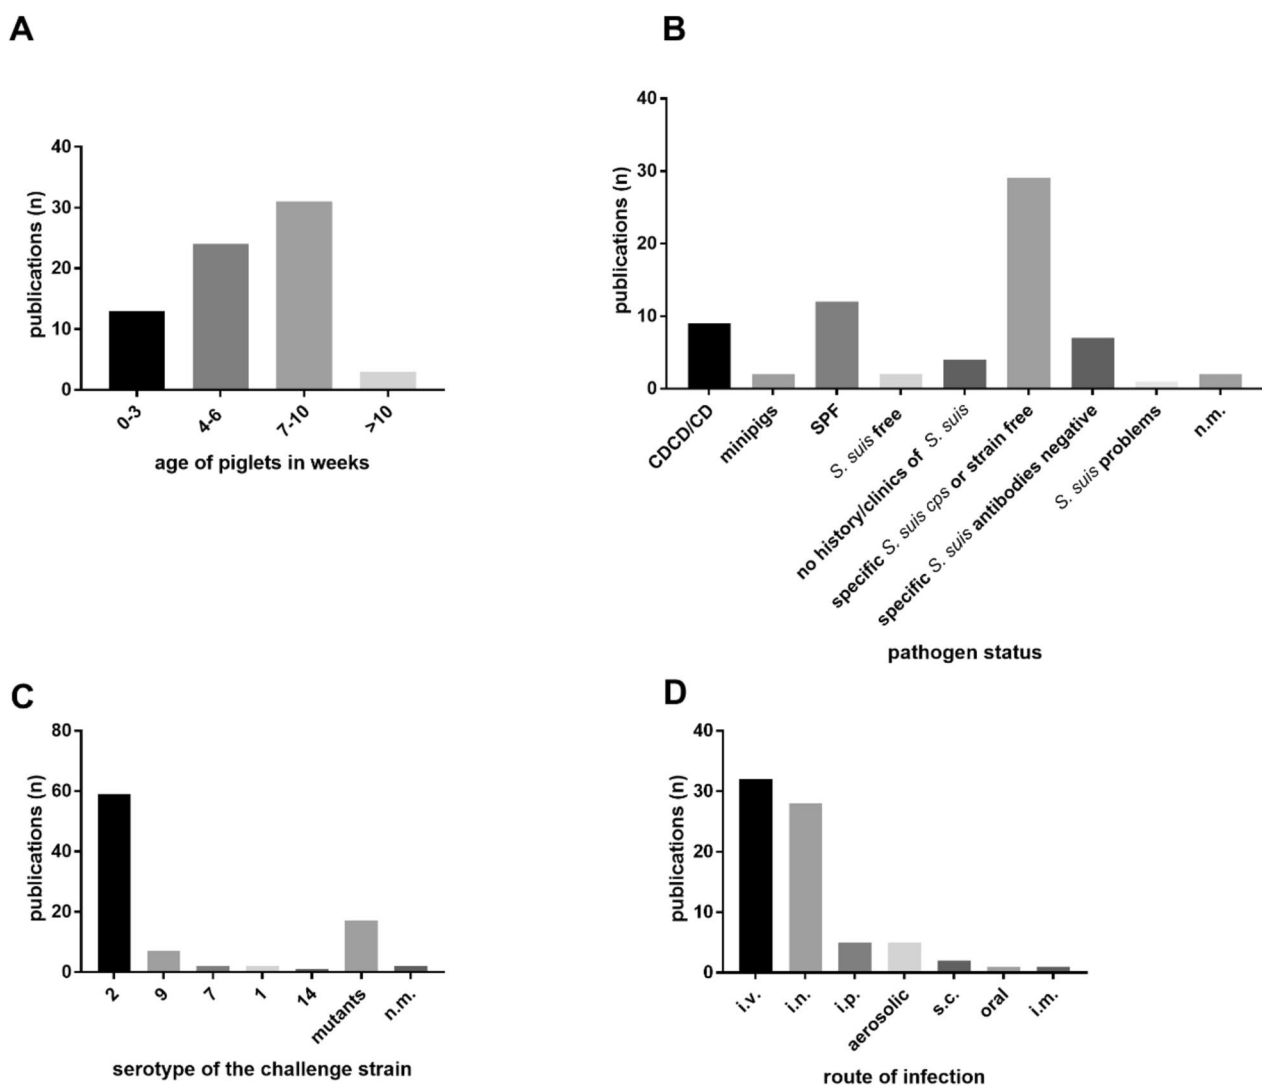 A
publications (n)
40
30
20
10
0
0-3
4-6
7-10
>10
age of piglets in weeks
B
publications (n)
40
30
20
10
0
CDCD/CD
minipigs
SPF
S. suis free
no history/clinics of S. suis
specific S. suis cps or strain free
specific S. suis antibodies negative
S. suis problems
n.m.
pathogen status
C
publications (n)
80
60
40
20
0
2
9
7
1
14
mutants
n.m.
serotype of the challenge strain
D
publications (n)
40
30
20
10
0
i.v.
i.n.
i.p.
aerosolic
s.c.
oral
i.m.
route of infection